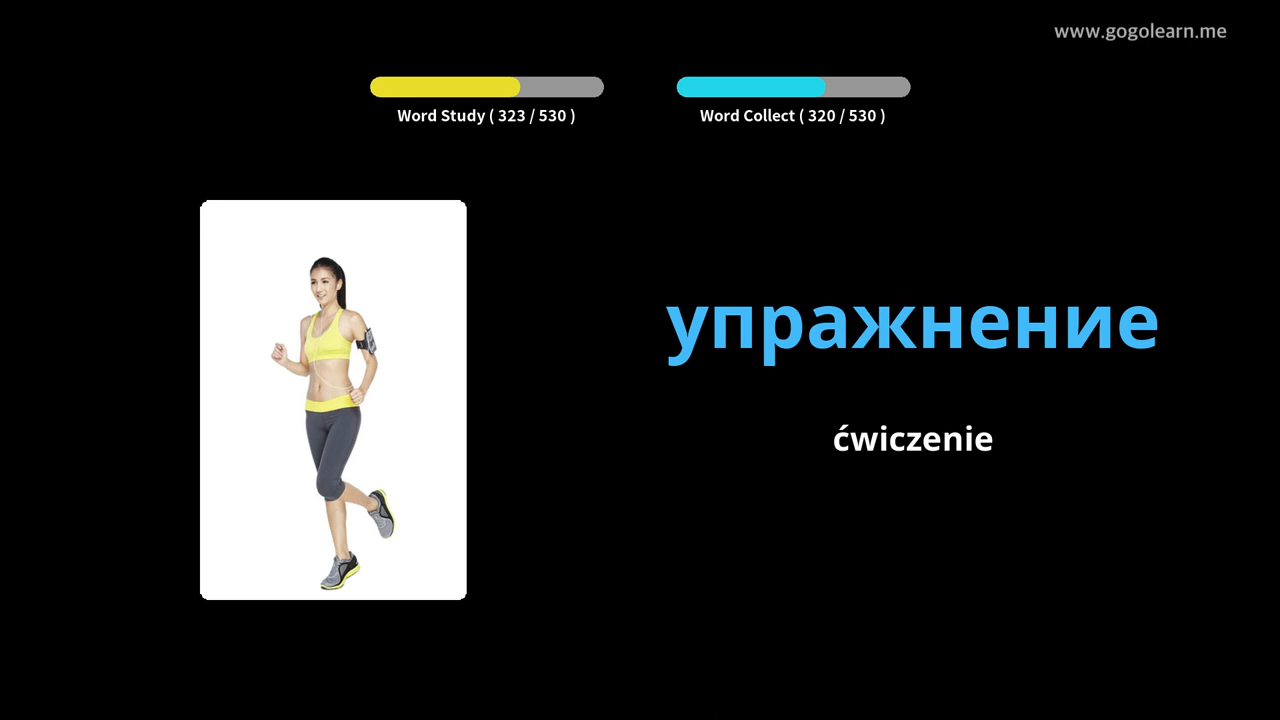 www.gogolearn.me
Word Study ( 323 / 530 )
Word Collect ( 320 / 530 )
упражнение
ćwiczenie